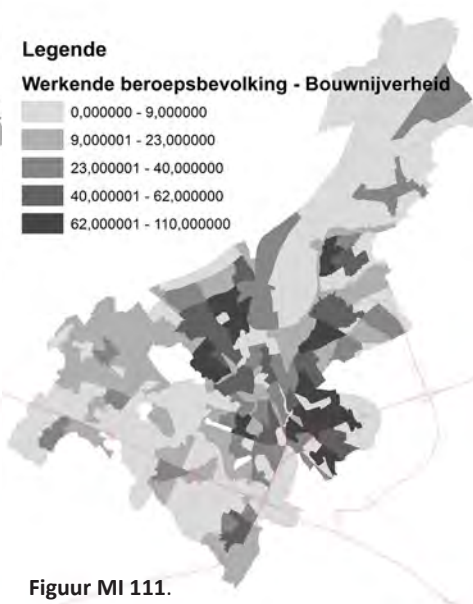 Legende
Werkende beroepsbevolking - Bouwnijverheid
0,000000 - 9,000000
9,000001 - 23,000000
23,000001 - 40,000000
40,000001 - 62,000000
62,000001 - 110,000000
Figuur MI 111.